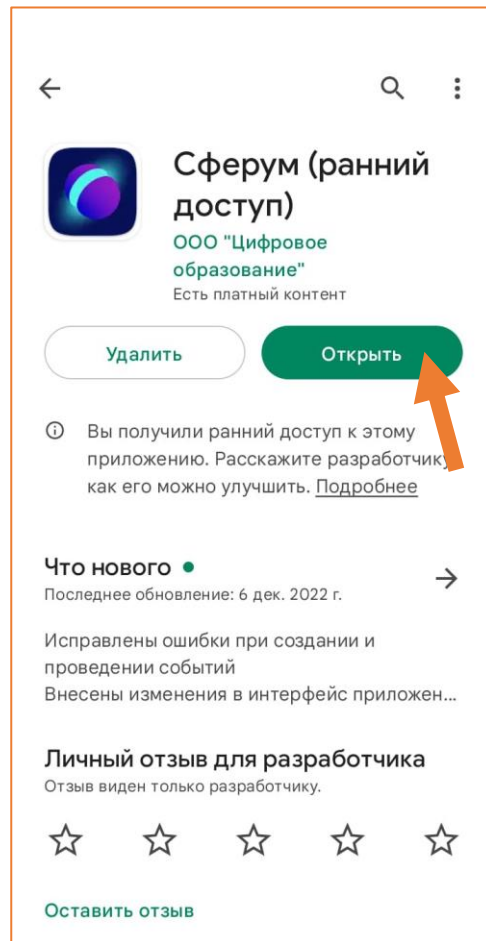 Сферум (ранний
доступ)
ООО "Цифровое
образование"
Есть платный контент
Удалить
Открыть
Вы получили ранний доступ к этому
приложению. Расскажите разработчику
как его можно улучшить. Подробнее
Что нового
Последнее обновление: 6 дек. 2022 г.
Исправлены ошибки при создании и
проведении событий
Внесены изменения в интерфейс приложен...
Личный отзыв для разработчика
Отзыв виден только разработчику.
Оставить отзыв